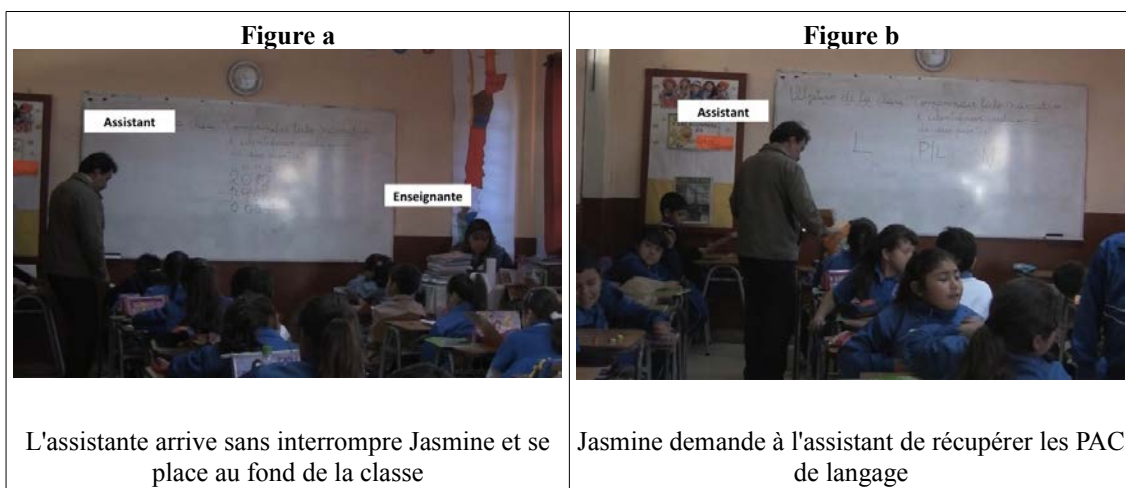 Figure a
Figure b
Assistant
Enseignante
Assistant
L
P/L
L'assistante arrive sans interrompre Jasmine et se
place au fond de la classe
Jasmine demande à l'assistant de récupérer les PAC
de langage